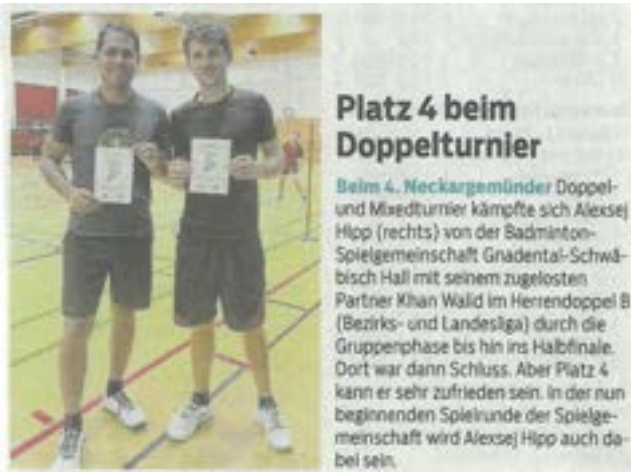 Platz 4 beim
Doppelturnier
Beim 4. Neckargemünder Doppel-
und Mixedturnier kämpfte sich Alexsej
Hipp (rechts) von der Badminton-
Spielgemeinschaft Gnadental-Schwä-
bisch Hall mit seinem zugelosten
Partner Khan Walid im Herrendoppel B
(Bezirks- und Landesliga) durch die
Gruppenphase bis hin ins Halbfinale.
Dort war dann Schluss. Aber Platz 4
kann er sehr zufrieden sein. In der nun
beginnenden Spielrunde der Spielge-
meinschaft wird Alexsej Hipp auch da-
bei sein.